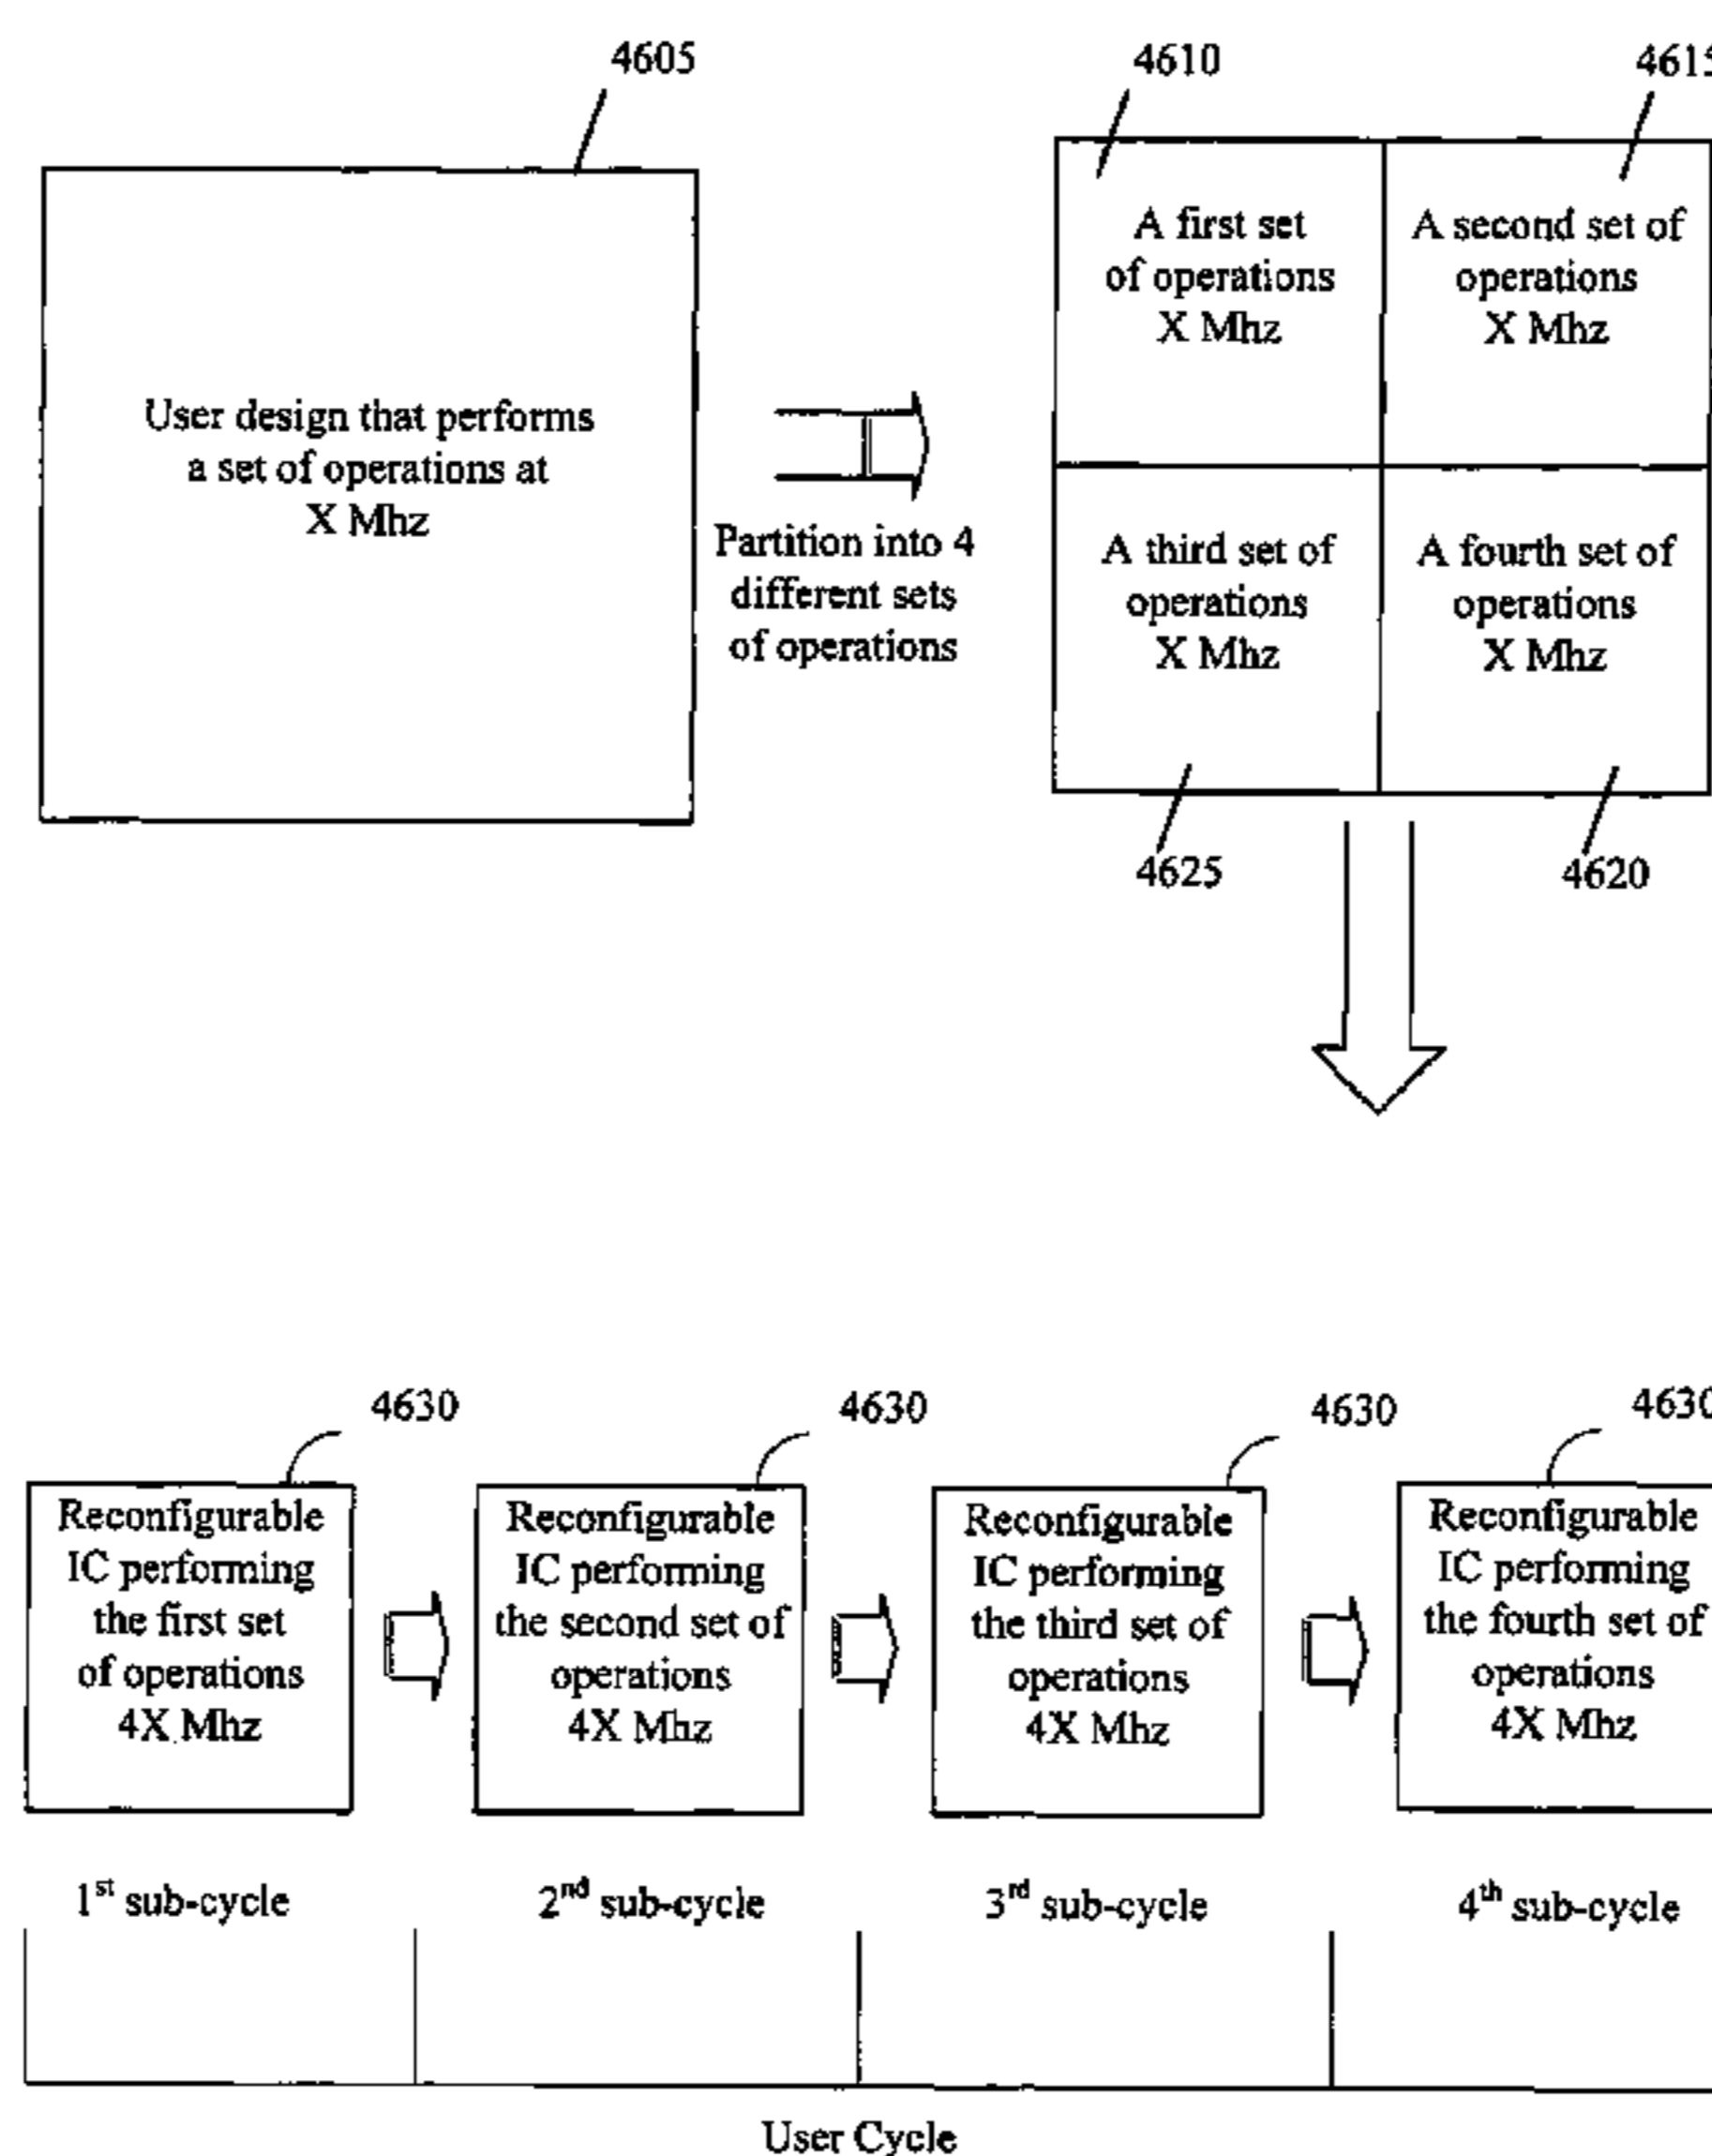 4605
4610
4615
User design that performs
a set of operations at
X Mhz
Partition into 4
different sets
of operations
A first set
of operations
X Mhz
A second set of
operations
X Mhz
A third set of
operations
X Mhz
A fourth set of
operations
X Mhz
4625
4620
4630
4630
4630
4630
Reconfigurable
IC performing
the first set
of operations
4X Mhz
Reconfigurable
IC performing
the second set of
operations
4X Mhz
Reconfigurable
IC performing
the third set of
operations
4X Mhz
Reconfigurable
IC performing
the fourth set of
operations
4X Mhz
1st sub-cycle
2nd sub-cycle
3rd sub-cycle
4th sub-cycle
User Cycle